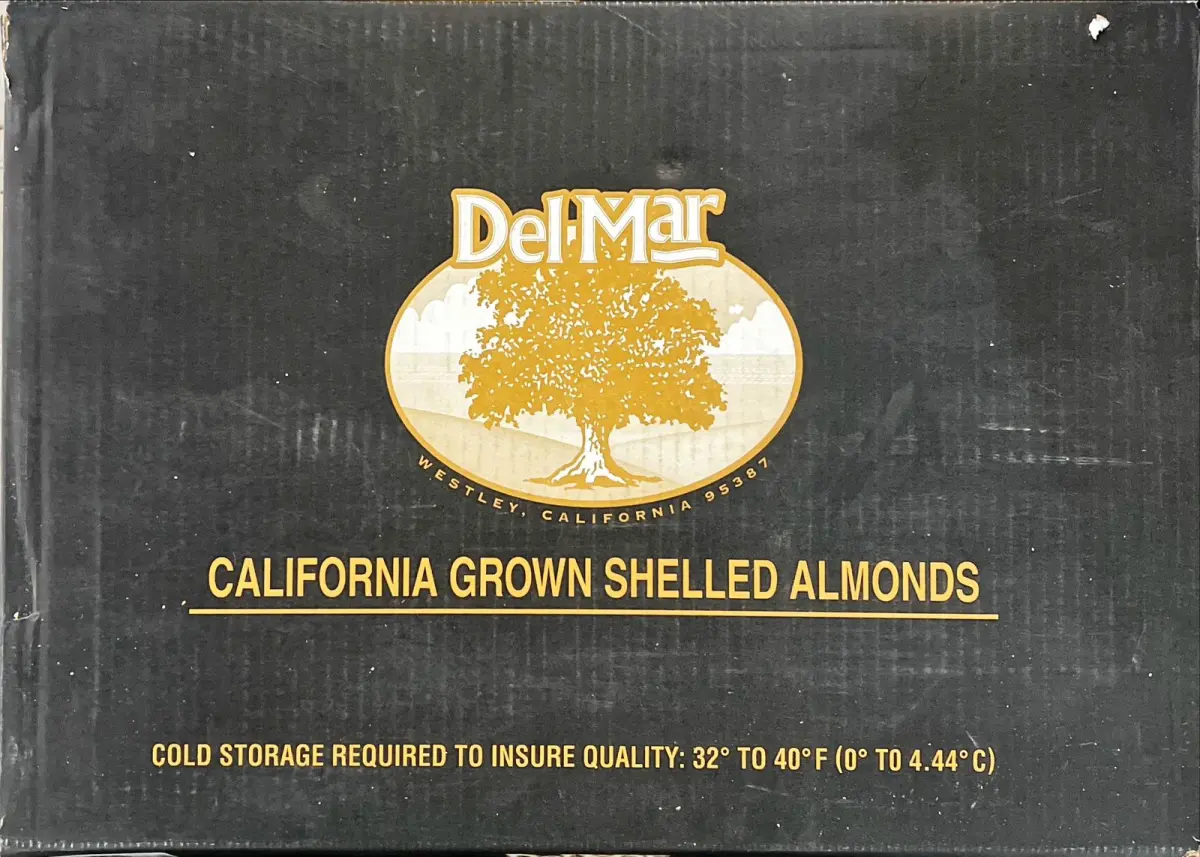 Del·Mar
WESTLEY, CALIFORNIA 95387
CALIFORNIA GROWN SHELLED ALMONDS
COLD STORAGE REQUIRED TO INSURE QUALITY: 32° TO 40°F (0° TO 4.44°C)